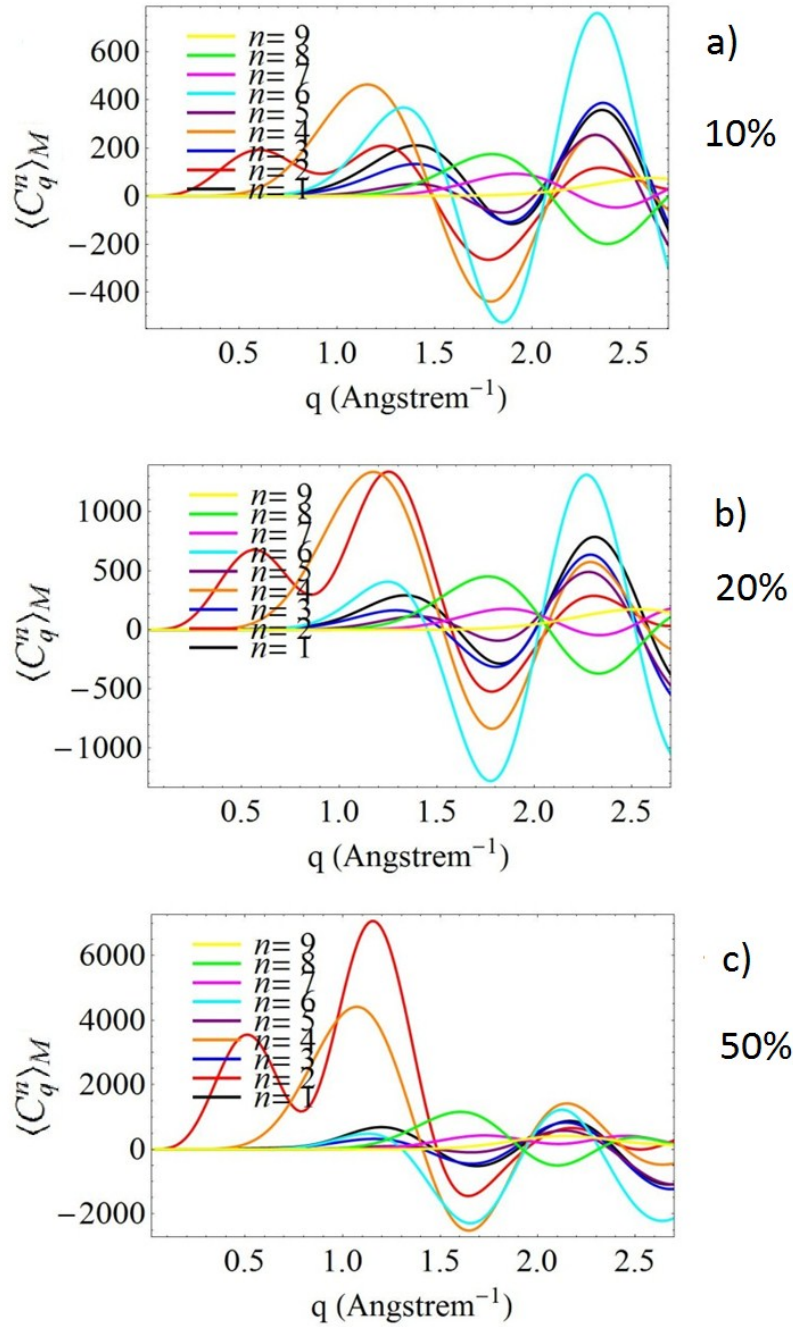 600
400
200
0
−200
−400
n= 9
n= 8
n= 7
n= 6
n= 5
n= 4
n= 3
n= 2
n= 1
⟨C_q^n⟩_M
0.5 1.0 1.5 2.0 2.5
q (Angstrem⁻¹)
a)
10%
1000
500
0
−500
−1000
n= 9
n= 8
n= 7
n= 6
n= 5
n= 4
n= 3
n= 2
n= 1
⟨C_q^n⟩_M
0.5 1.0 1.5 2.0 2.5
q (Angstrem⁻¹)
b)
20%
6000
4000
2000
0
−2000
n= 9
n= 8
n= 7
n= 6
n= 5
n= 4
n= 3
n= 2
n= 1
⟨C_q^n⟩_M
0.5 1.0 1.5 2.0 2.5
q (Angstrem⁻¹)
c)
50%